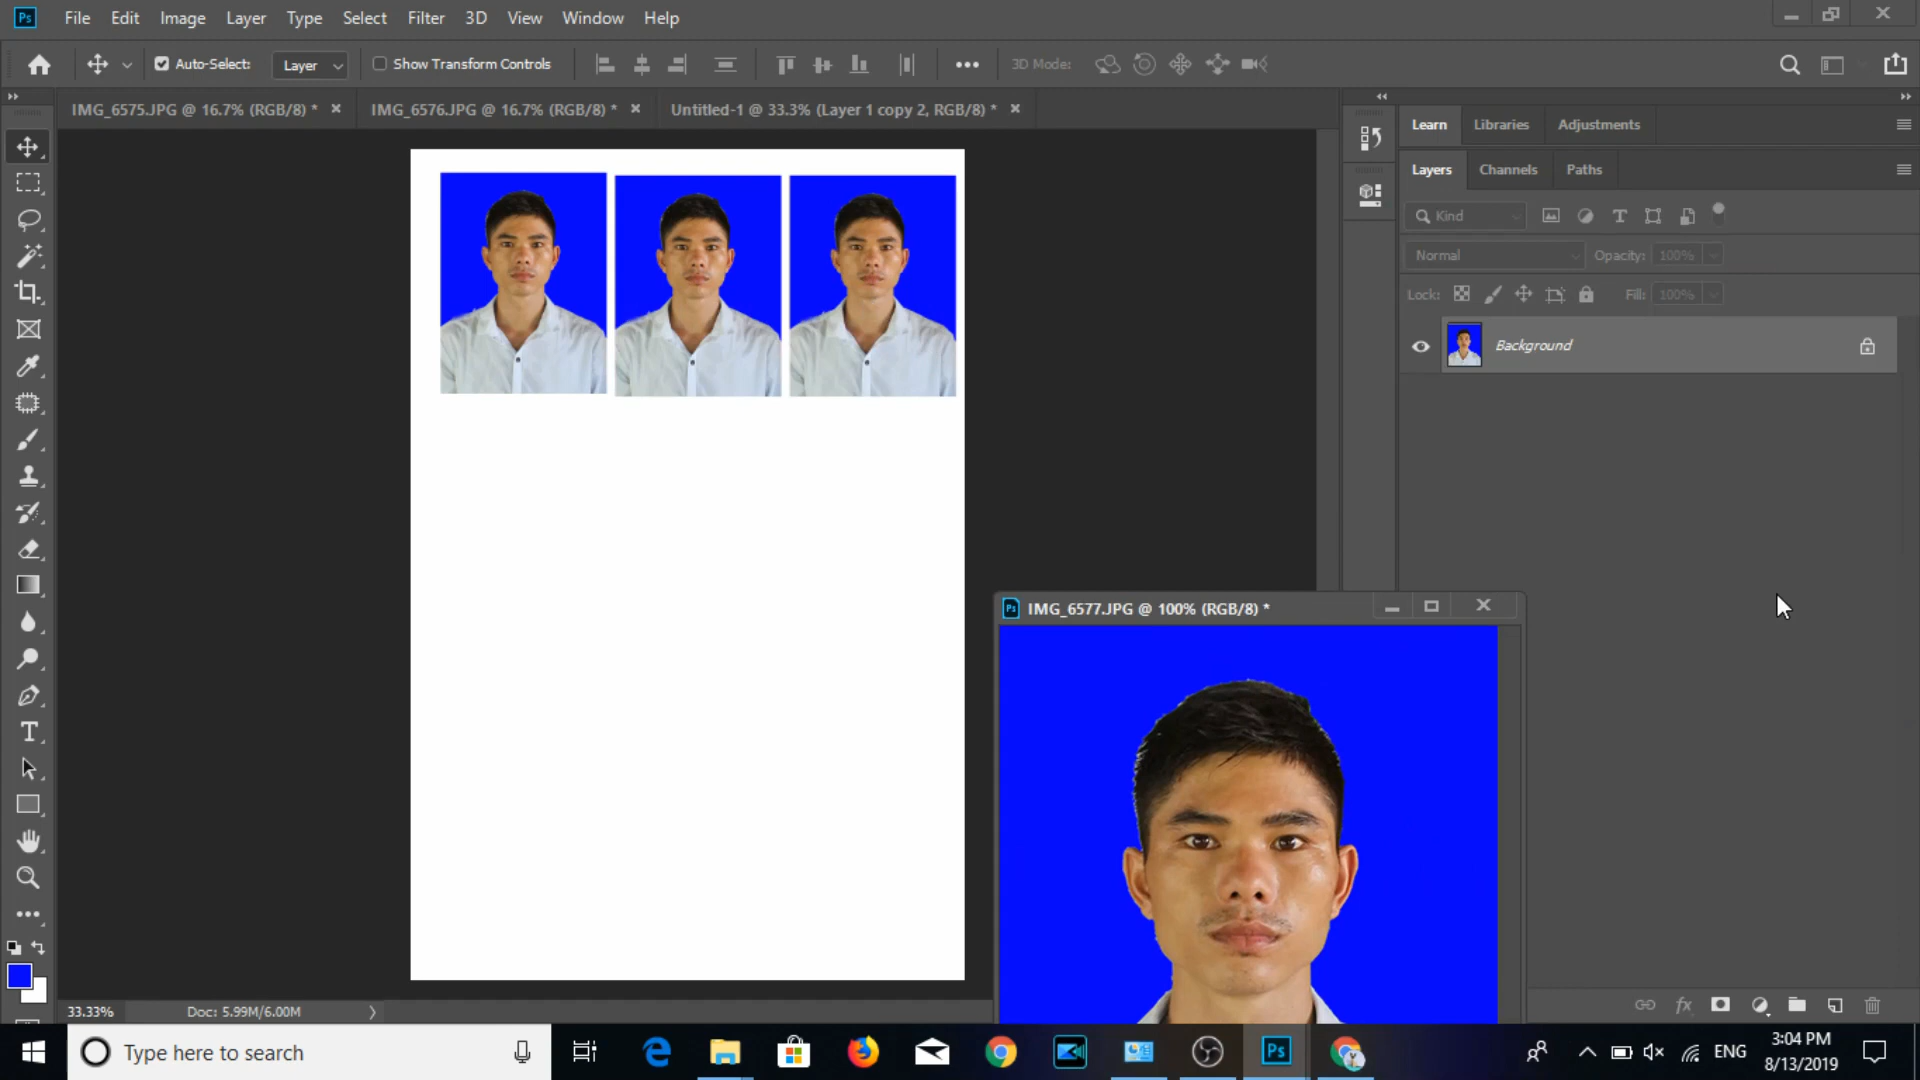 Ps File Edit Image Layer Type Select Filter 3D View Window Help
Auto-Select: Layer Show Transform Controls 3D Mode:
IMG_6575.JPG @ 16.7% (RGB/8) * IMG_6576.JPG @ 16.7% (RGB/8) * Untitled-1 @ 33.3% (Layer 1 copy 2, RGB/8) *
Learn Libraries Adjustments
Layers Channels Paths
Kind
Normal Opacity: 100%
Lock: Fill: 100%
Background
Ps IMG_6577.JPG @ 100% (RGB/8) *
33.33% Doc: 5.99M/6.00M
fx
Type here to search
Ps
ENG
3:04 PM
8/13/2019